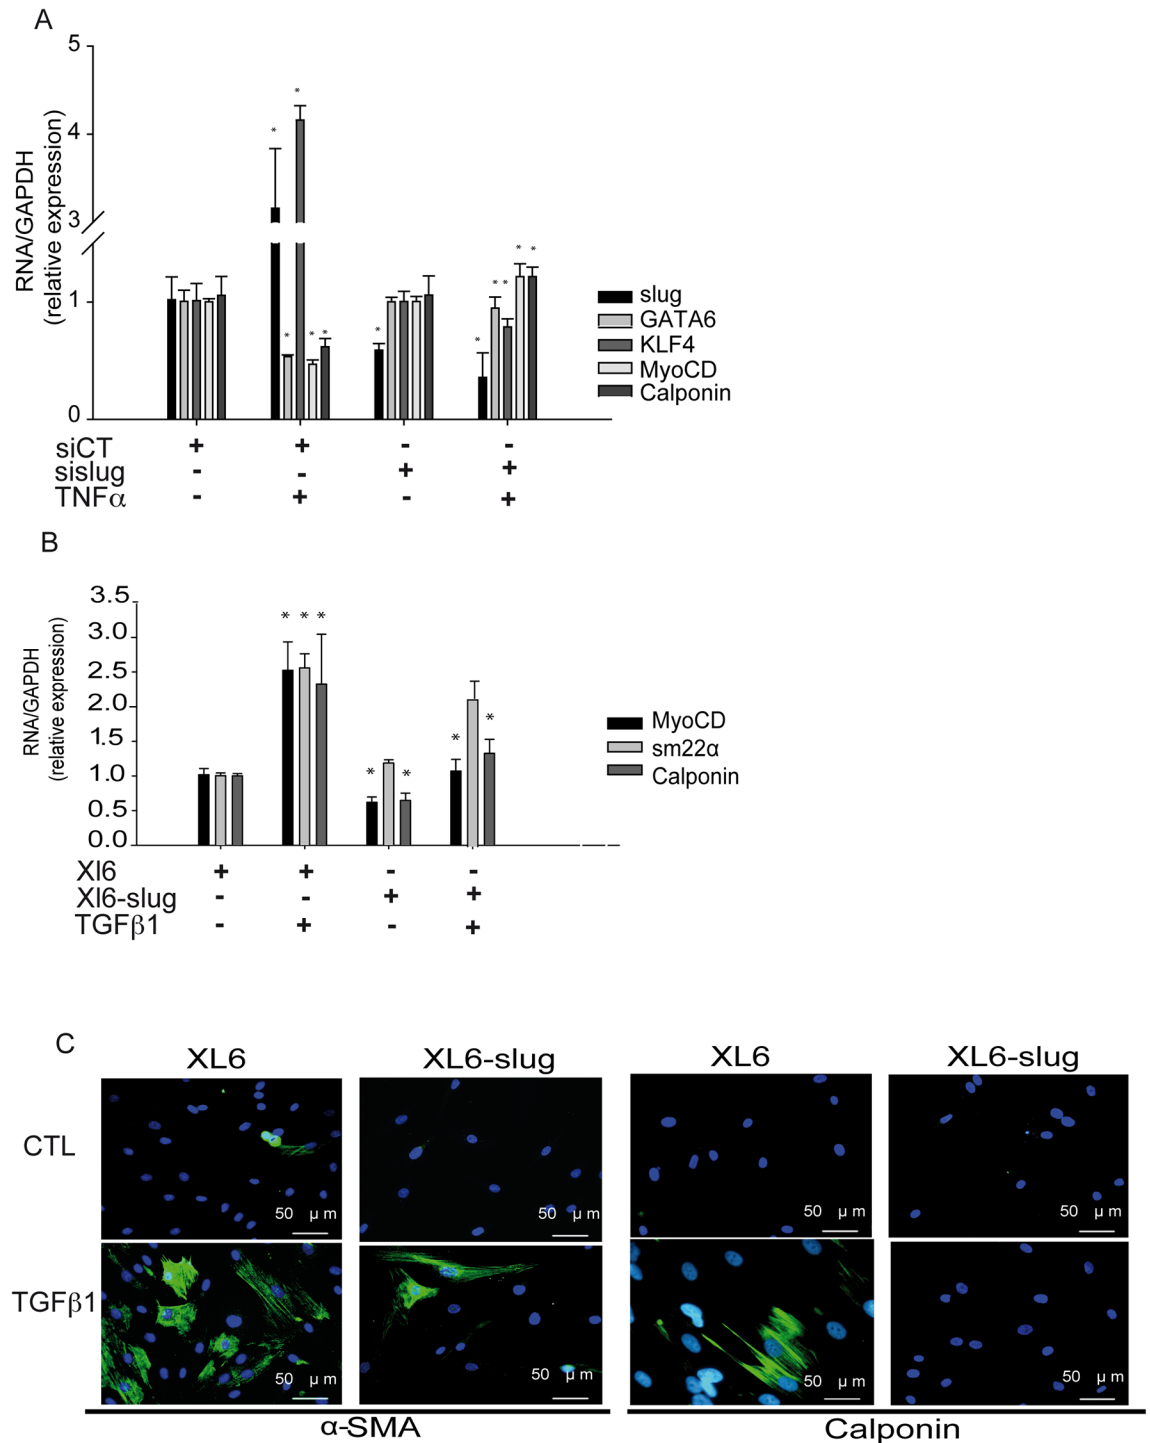 A
RNA/GAPDH
(relative expression)
5
4
3
1
0
* * * * * * * * * * *
slug
GATA6
KLF4
MyoCD
Calponin
siCT + + - -
sislug - - + +
TNFα - + - +
B
RNA/GAPDH
(relative expression)
3.5
3.0
2.5
2.0
1.5
1.0
0.5
0.0
* * * * * * *
MyoCD
sm22α
Calponin
Xl6 + + - -
Xl6-slug - - + +
TGFβ1 - + - +
C
XL6 XL6-slug XL6 XL6-slug
CTL
50 μm 50 μm 50 μm 50 μm
TGFβ1
50 μm 50 μm 50 μm 50 μm
α-SMA Calponin